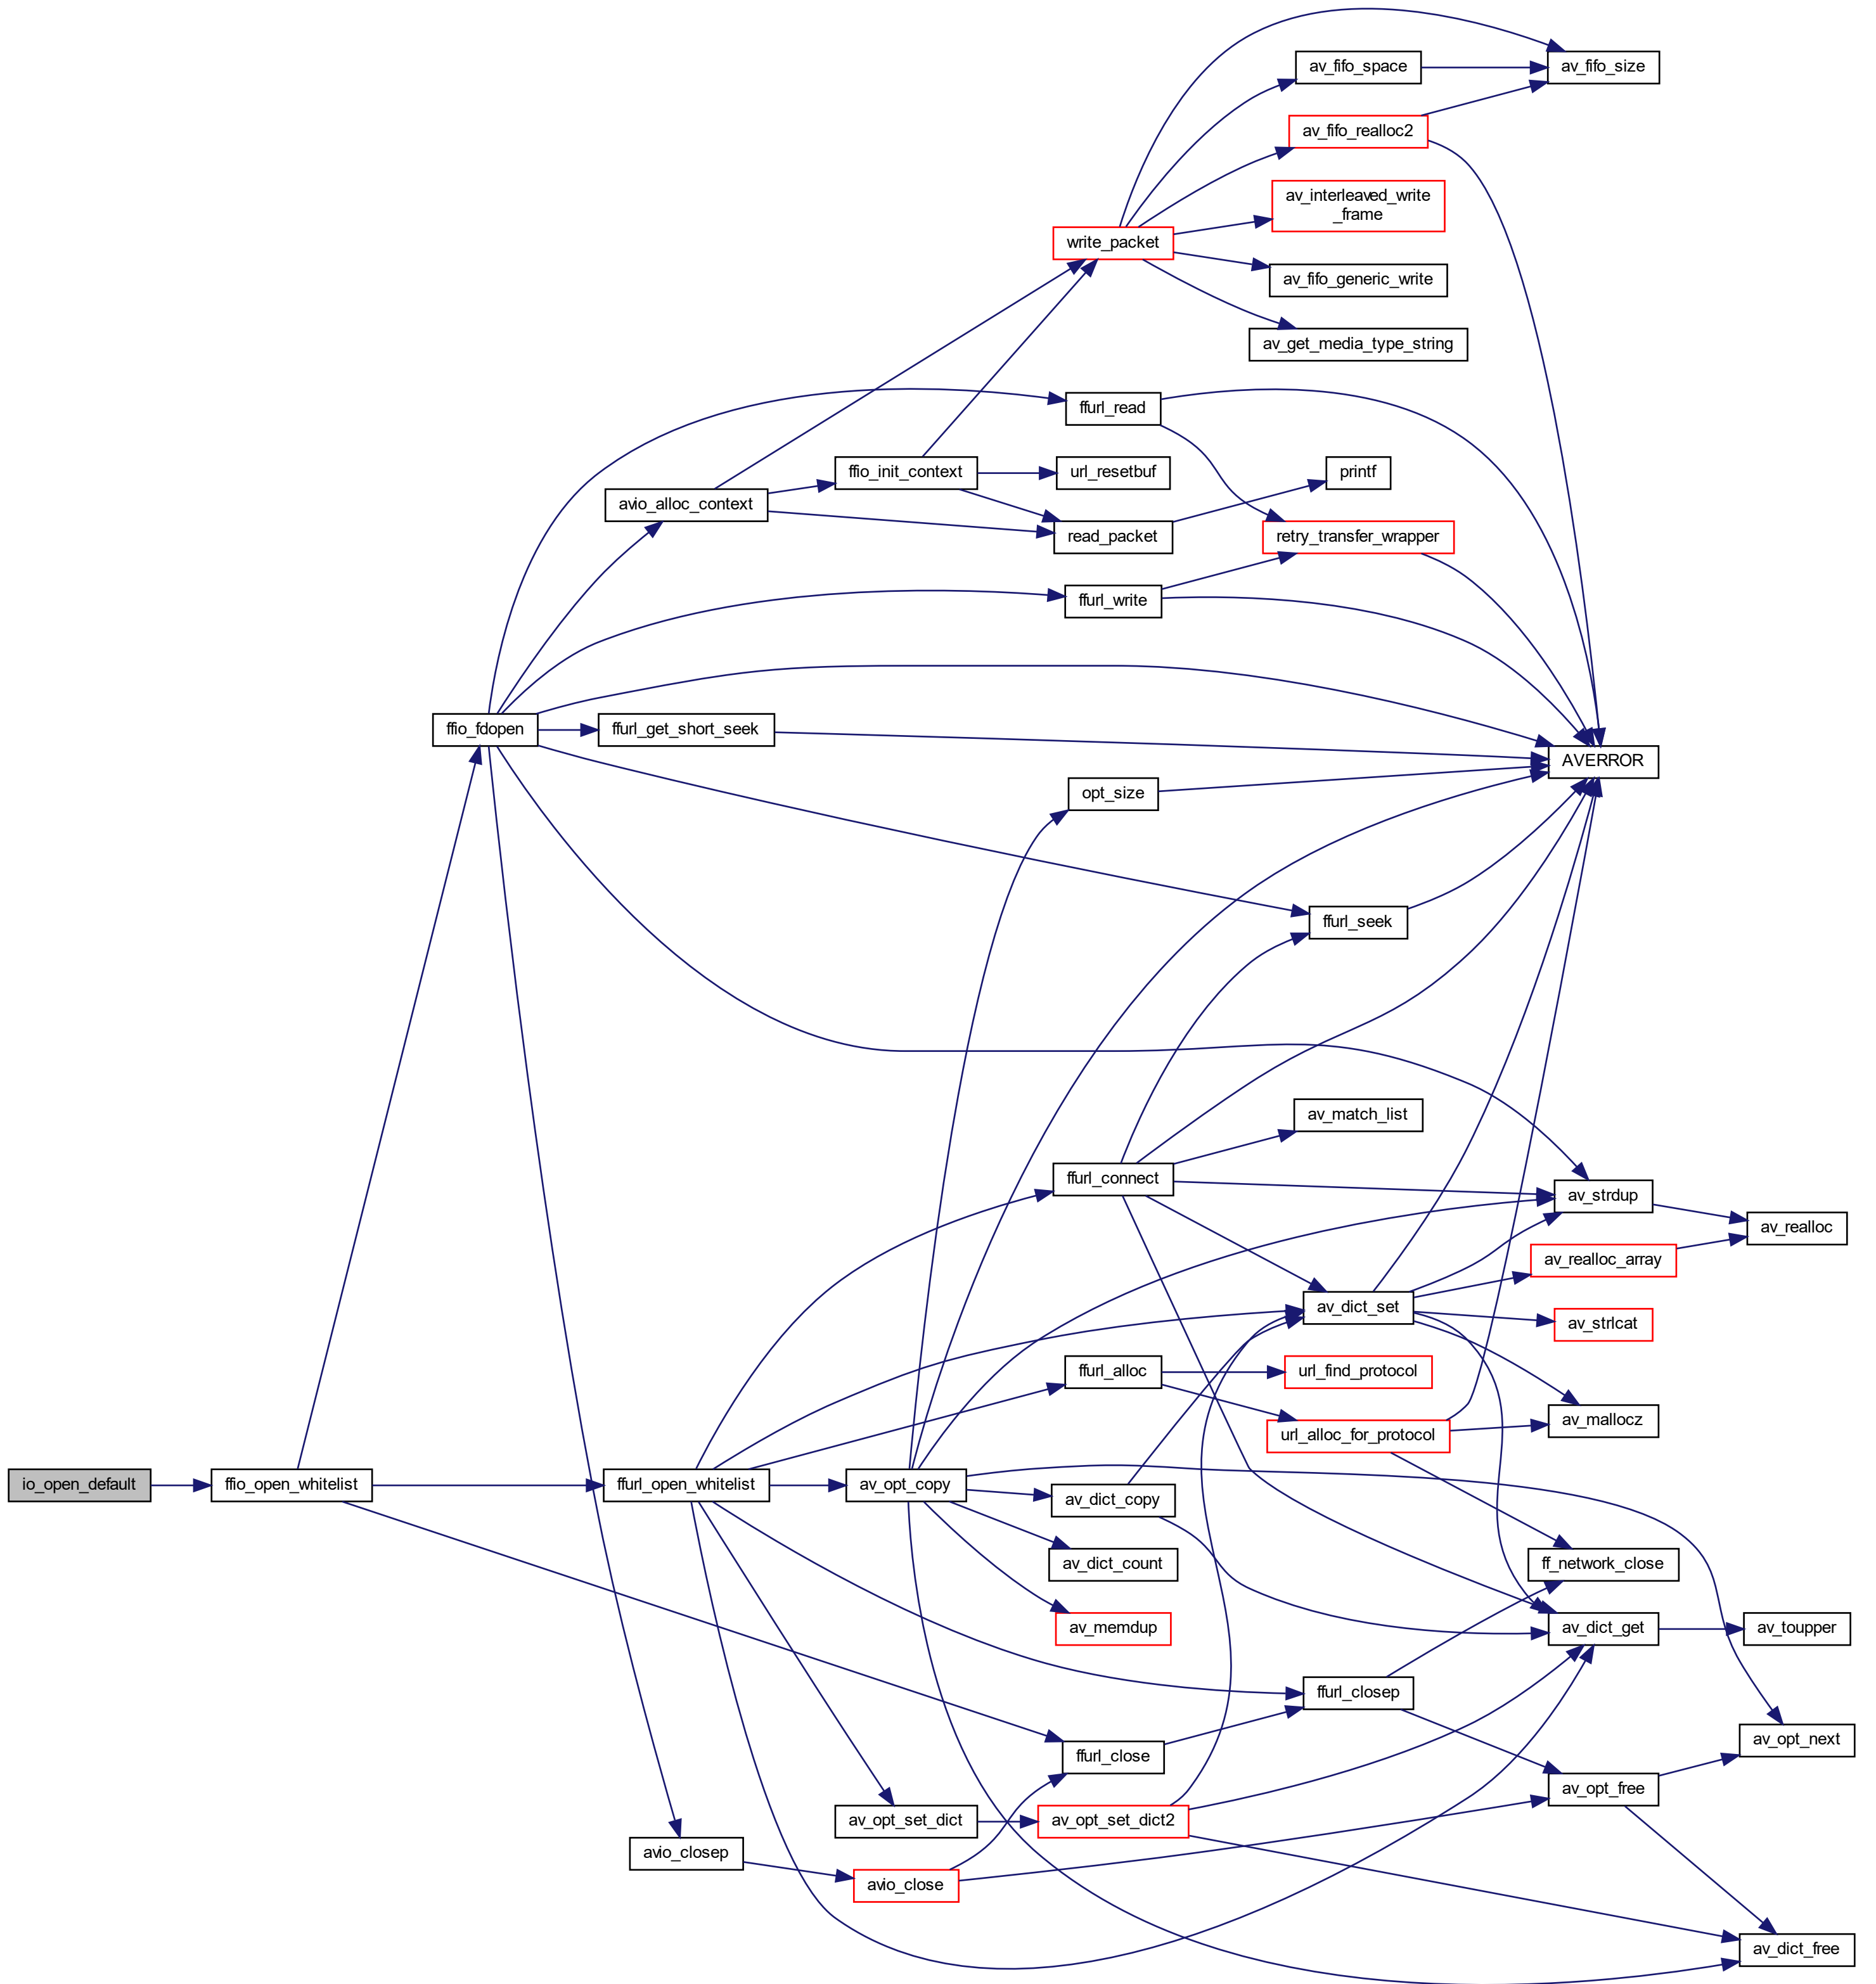 av_fifo_space
av_fifo_size
av_fifo_realloc2
av_interleaved_write
_frame
write_packet
av_fifo_generic_write
av_get_media_type_string
ffurl_read
ffio_init_context
url_resetbuf
printf
avio_alloc_context
read_packet
retry_transfer_wrapper
ffurl_write
ffio_fdopen
ffurl_get_short_seek
AVERROR
opt_size
ffurl_seek
av_match_list
ffurl_connect
av_strdup
av_realloc
av_realloc_array
av_dict_set
av_strlcat
ffurl_alloc
url_find_protocol
av_mallocz
url_alloc_for_protocol
io_open_default
ffio_open_whitelist
ffurl_open_whitelist
av_opt_copy
av_dict_copy
av_dict_count
ff_network_close
av_memdup
av_dict_get
av_toupper
ffurl_closep
ffurl_close
av_opt_next
av_opt_free
av_opt_set_dict
av_opt_set_dict2
avio_closep
avio_close
av_dict_free